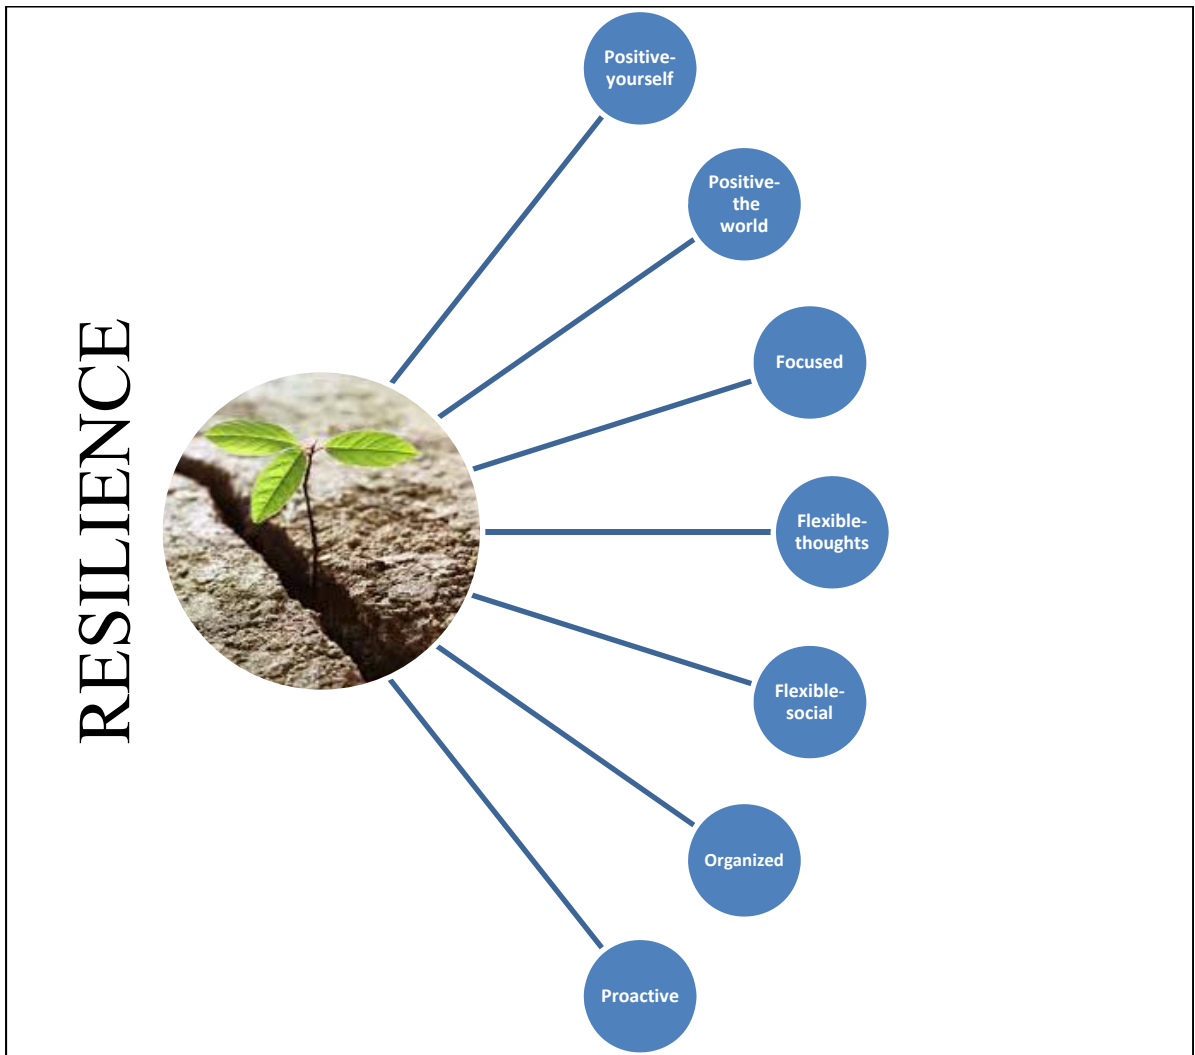 RESILIENCE
Positive-
yourself
Positive-
the
world
Focused
Flexible-
thoughts
Flexible-
social
Organized
Proactive